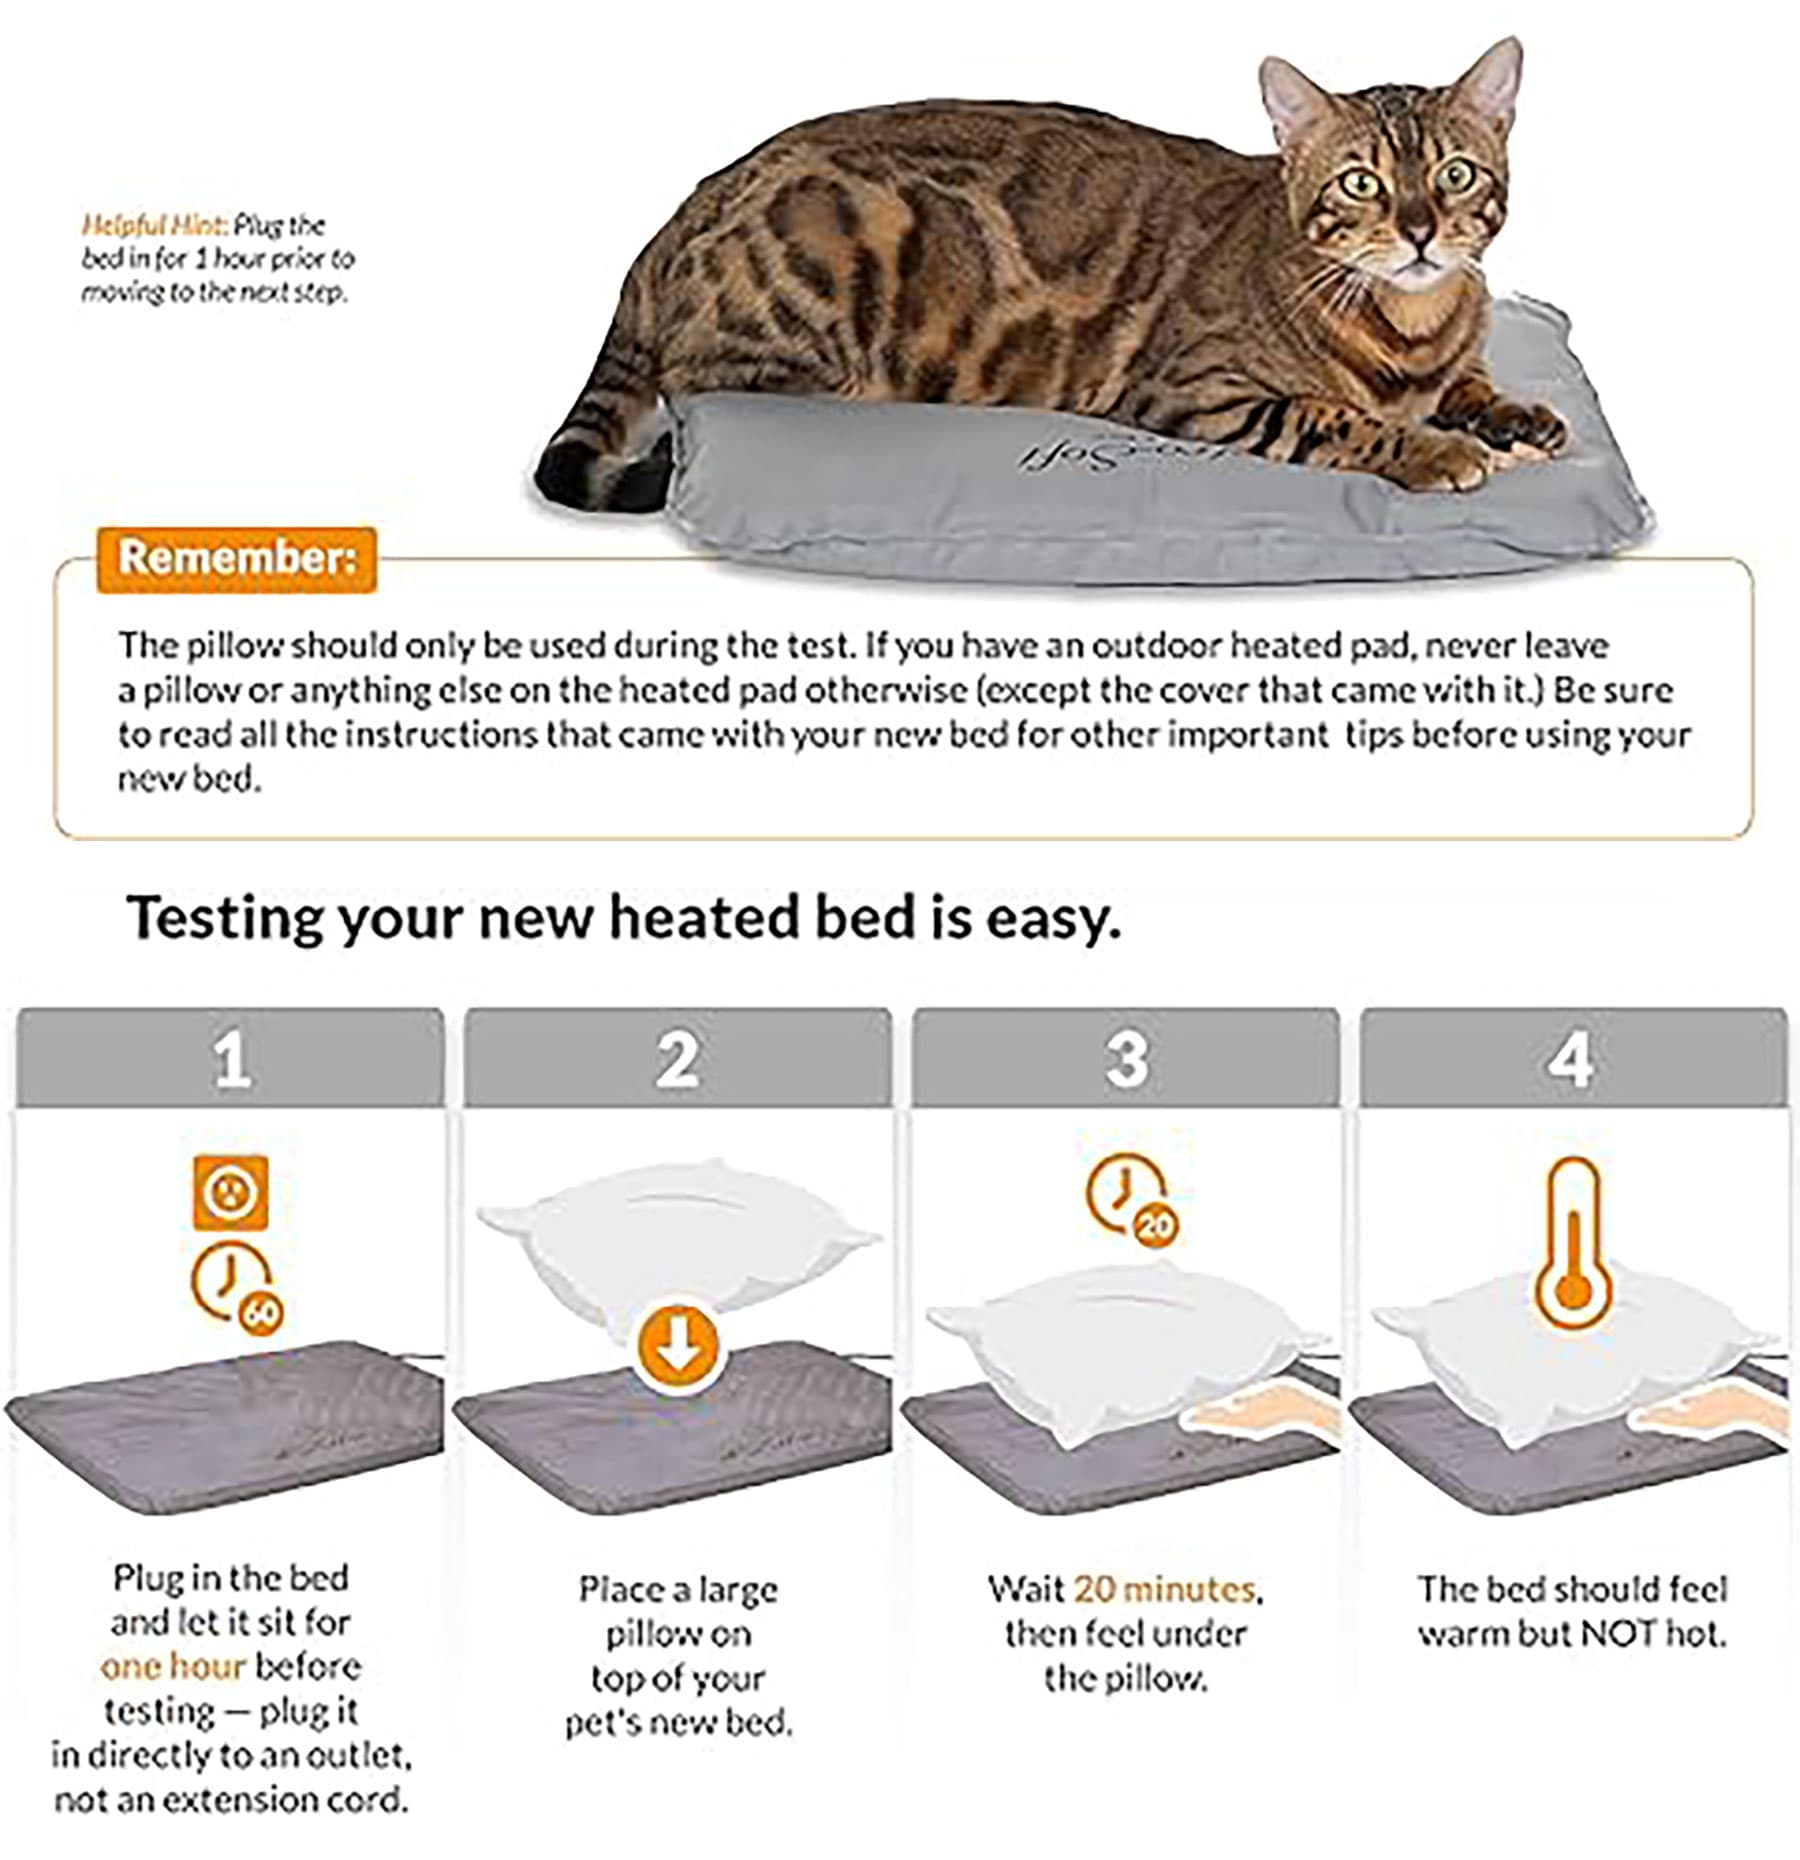 Helpful Hint: Plug the
bed in for 1 hour prior to
moving to the next step.
Remember:
The pillow should only be used during the test. If you have an outdoor heated pad, never leave
a pillow or anything else on the heated pad otherwise (except the cover that came with it.) Be sure
to read all the instructions that came with your new bed for other important tips before using your
new bed.
Testing your new heated bed is easy.
1
2
3
4
60
20
Plug in the bed
and let it sit for
one hour before
testing — plug it
in directly to an outlet,
not an extension cord.
Place a large
pillow on
top of your
pet's new bed.
Wait 20 minutes,
then feel under
the pillow.
The bed should feel
warm but NOT hot.